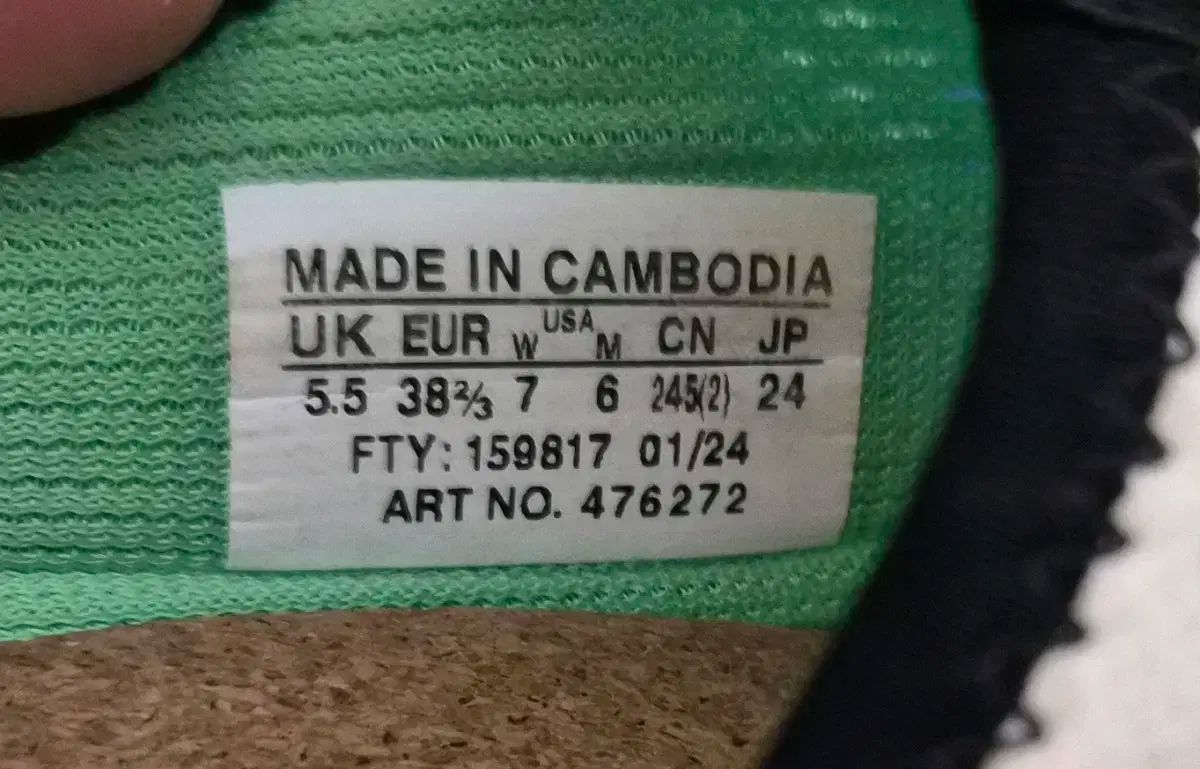 MADE IN CAMBODIA
UK EUR W USA M CN JP
5.5 38⅔ 7 6 245(2) 24
FTY: 159817 01/24
ART NO. 476272